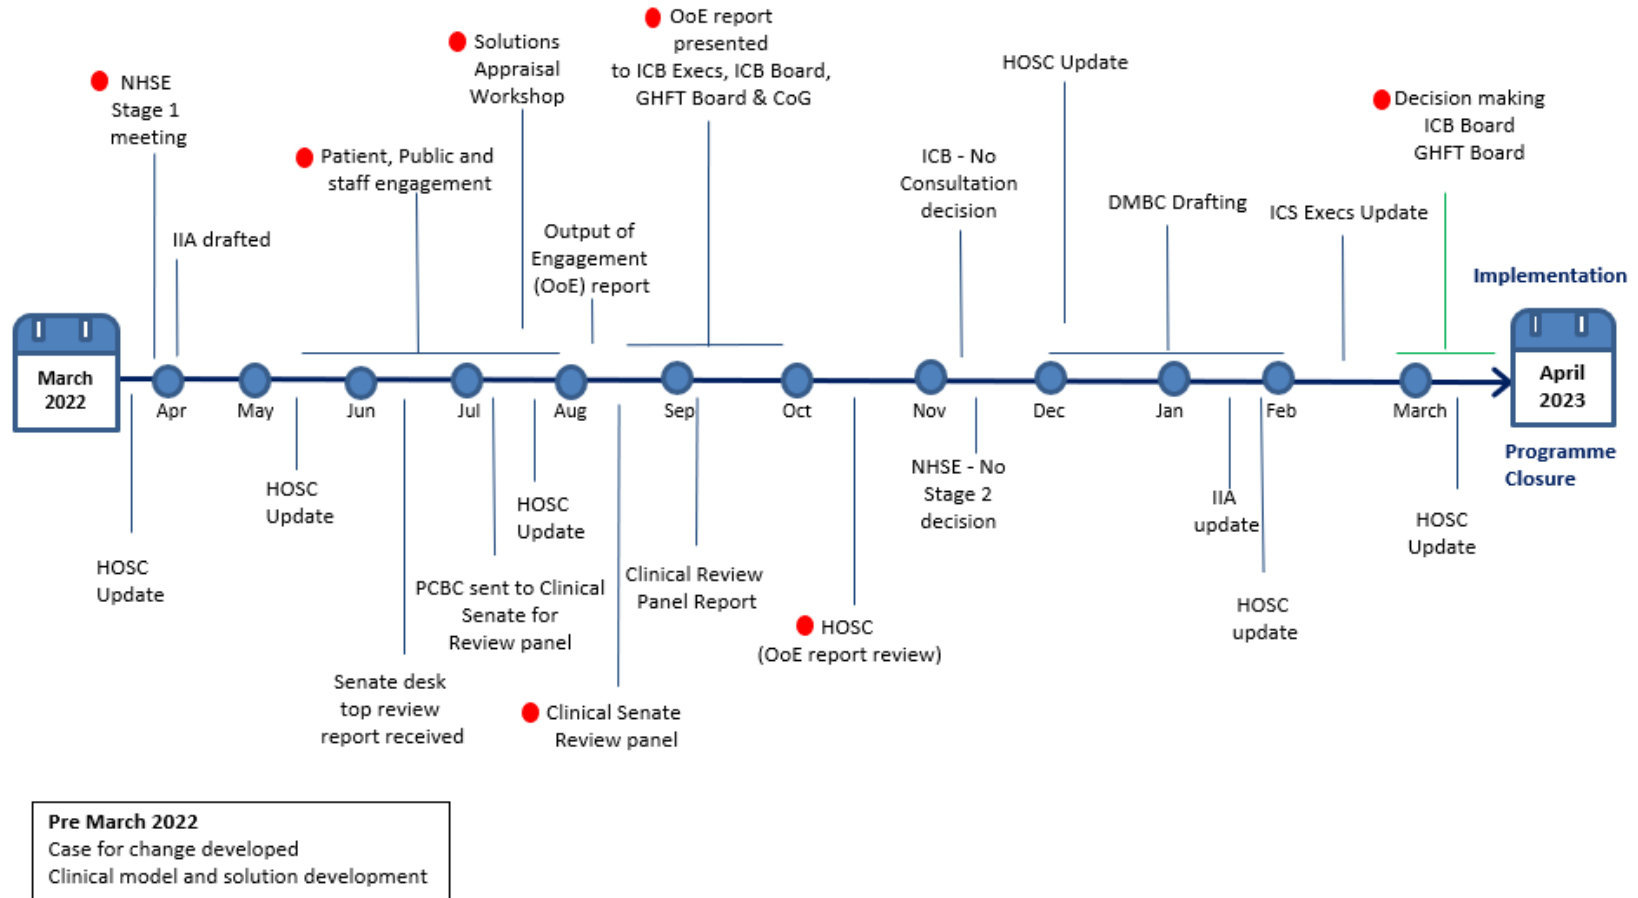 OoE report
presented
to ICB Execs, ICB Board,
GHFT Board & CoG
Solutions
Appraisal
Workshop
HOSC Update
NHSE
Stage 1
meeting
Decision making
ICB Board
GHFT Board
Patient, Public and
staff engagement
ICB - No
Consultation
decision
DMBC Drafting
ICS Execs Update
IIA drafted
Output of
Engagement
(OoE) report
Implementation
March
2022
Apr
May
Jun
Jul
Aug
Sep
Oct
Nov
Dec
Jan
Feb
March
April
2023
Programme
Closure
HOSC
Update
HOSC
Update
HOSC
Update
NHSE - No
Stage 2
decision
IIA
update
HOSC
Update
PCBC sent to Clinical
Senate for
Review panel
Clinical Review
Panel Report
HOSC
(OoE report review)
HOSC
update
Senate desk
top review
report received
Clinical Senate
Review panel
Pre March 2022
Case for change developed
Clinical model and solution development